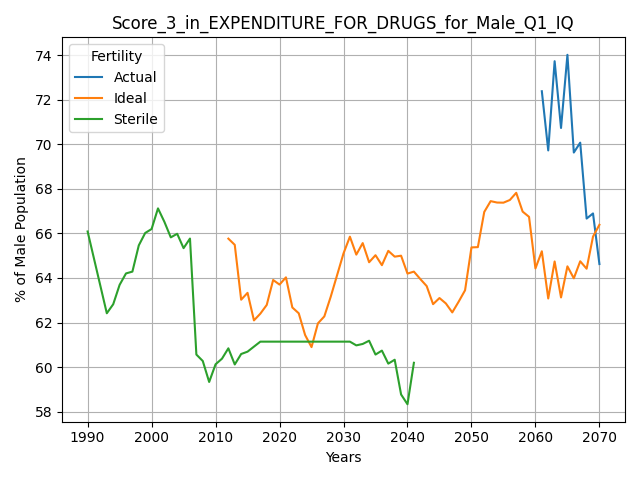 Score_3_in_EXPENDITURE_FOR_DRUGS_for_Male_Q1_IQ
Fertility
Actual
Ideal
Sterile
% of Male Population
74
72
70
68
66
64
62
60
58
1990 2000 2010 2020 2030 2040 2050 2060 2070
Years